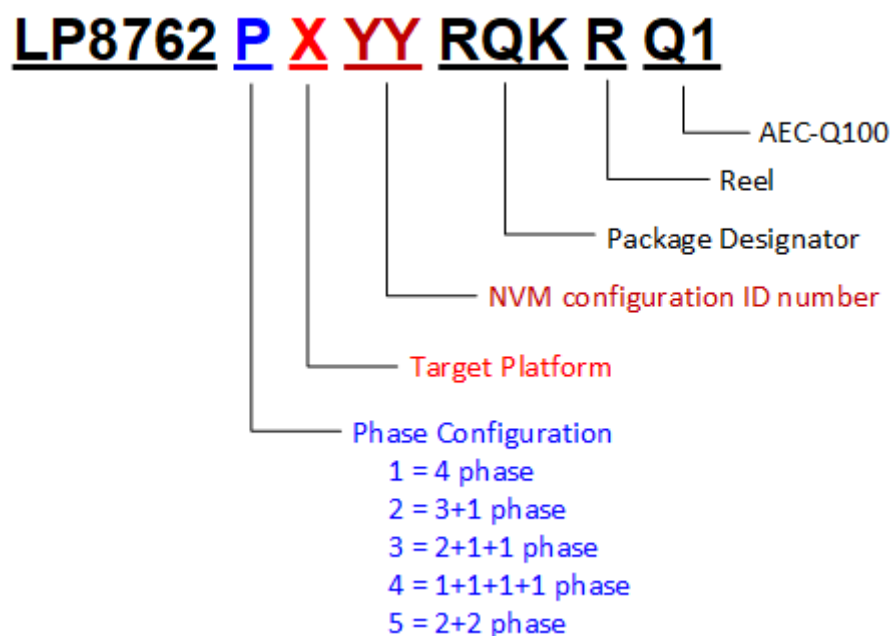 LP8762 P X YY RQK R Q1
AEC-Q100
Reel
Package Designator
NVM configuration ID number
Target Platform
Phase Configuration
1 = 4 phase
2 = 3+1 phase
3 = 2+1+1 phase
4 = 1+1+1+1 phase
5 = 2+2 phase